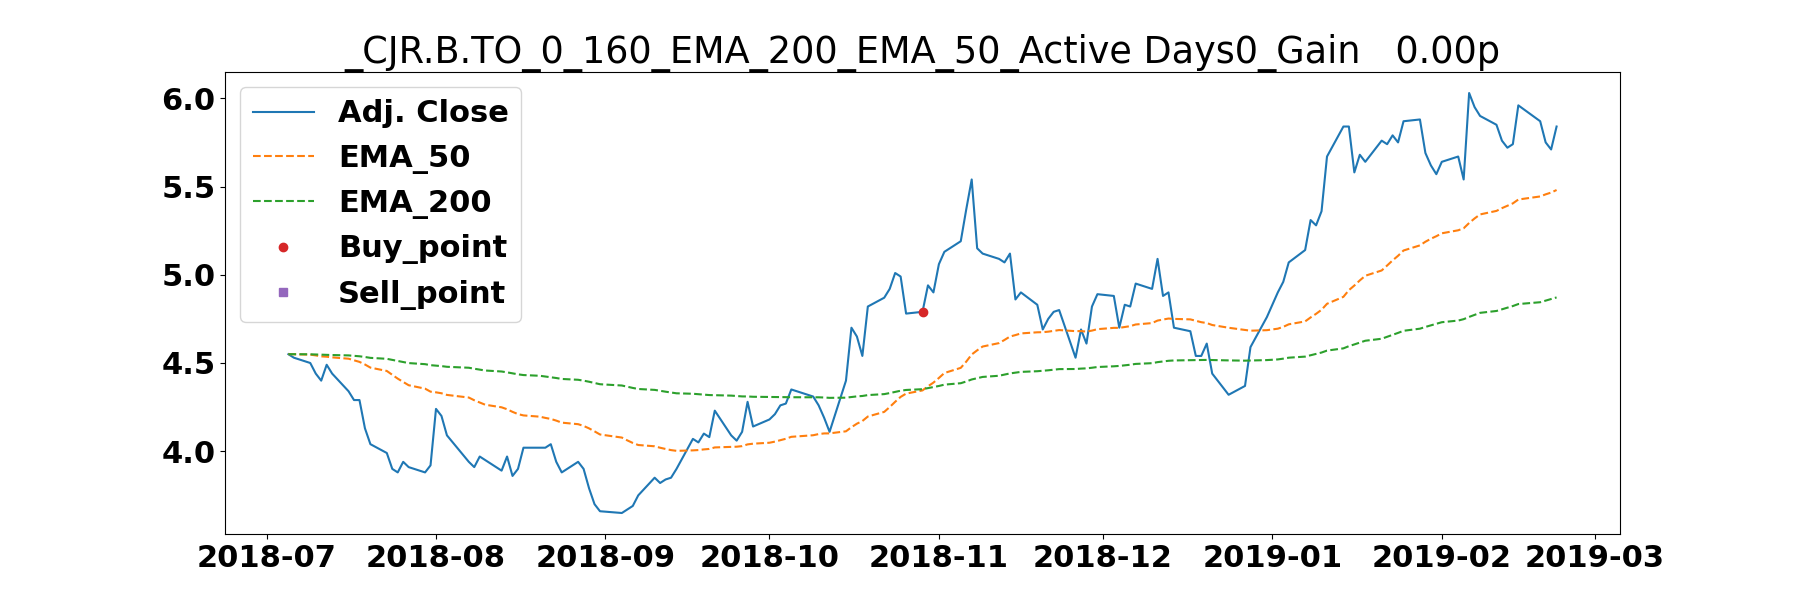 _CJR.B.TO_0_160_EMA_200_EMA_50_Active Days0_Gain   0.00p
6.0
5.5
5.0
4.5
4.0
Adj. Close
EMA_50
EMA_200
Buy_point
Sell_point
2018-07 2018-08 2018-09 2018-10 2018-11 2018-12 2019-01 2019-02 2019-03